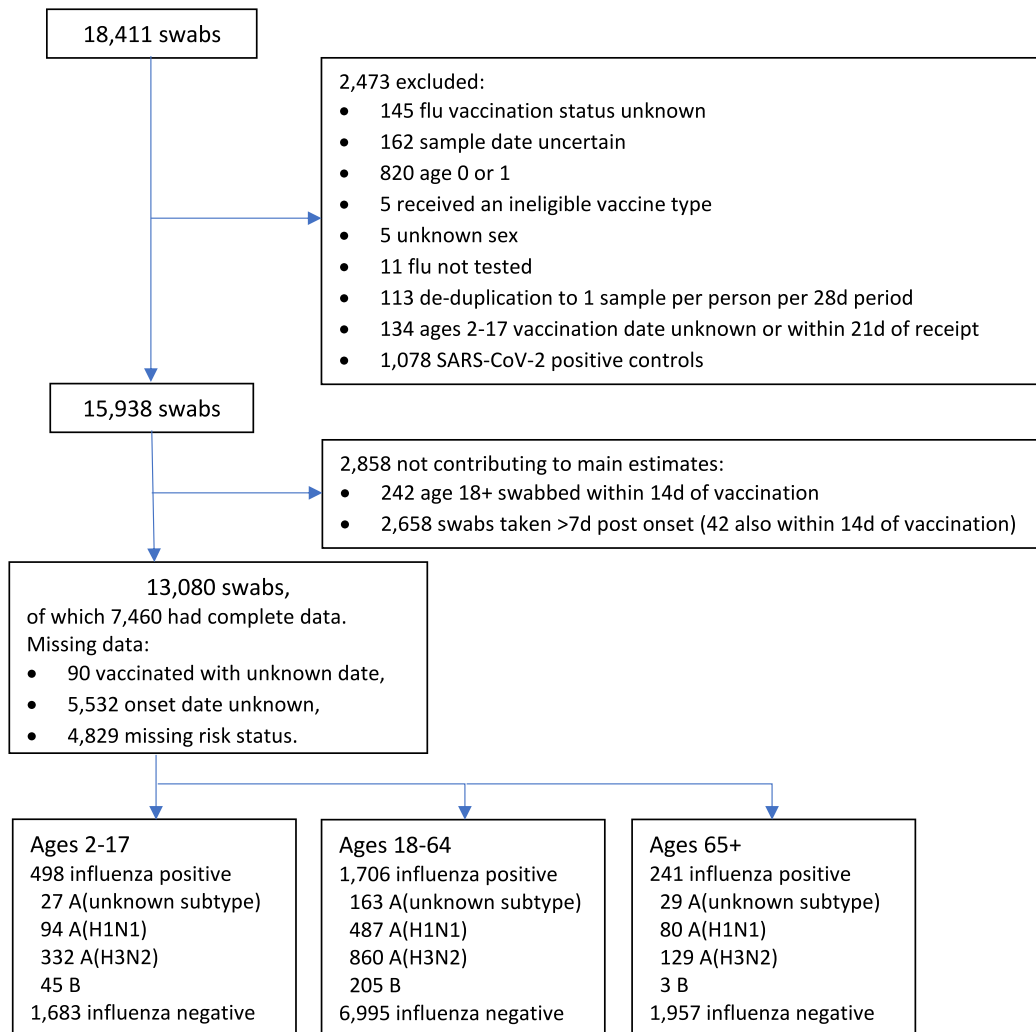 18,411 swabs
2,473 excluded:
• 145 flu vaccination status unknown
• 162 sample date uncertain
• 820 age 0 or 1
• 5 received an ineligible vaccine type
• 5 unknown sex
• 11 flu not tested
• 113 de-duplication to 1 sample per person per 28d period
• 134 ages 2-17 vaccination date unknown or within 21d of receipt
• 1,078 SARS-CoV-2 positive controls
15,938 swabs
2,858 not contributing to main estimates:
• 242 age 18+ swabbed within 14d of vaccination
• 2,658 swabs taken >7d post onset (42 also within 14d of vaccination)
13,080 swabs,
of which 7,460 had complete data.
Missing data:
• 90 vaccinated with unknown date,
• 5,532 onset date unknown,
• 4,829 missing risk status.
Ages 2-17
498 influenza positive
27 A(unknown subtype)
94 A(H1N1)
332 A(H3N2)
45 B
1,683 influenza negative
Ages 18-64
1,706 influenza positive
163 A(unknown subtype)
487 A(H1N1)
860 A(H3N2)
205 B
6,995 influenza negative
Ages 65+
241 influenza positive
29 A(unknown subtype)
80 A(H1N1)
129 A(H3N2)
3 B
1,957 influenza negative